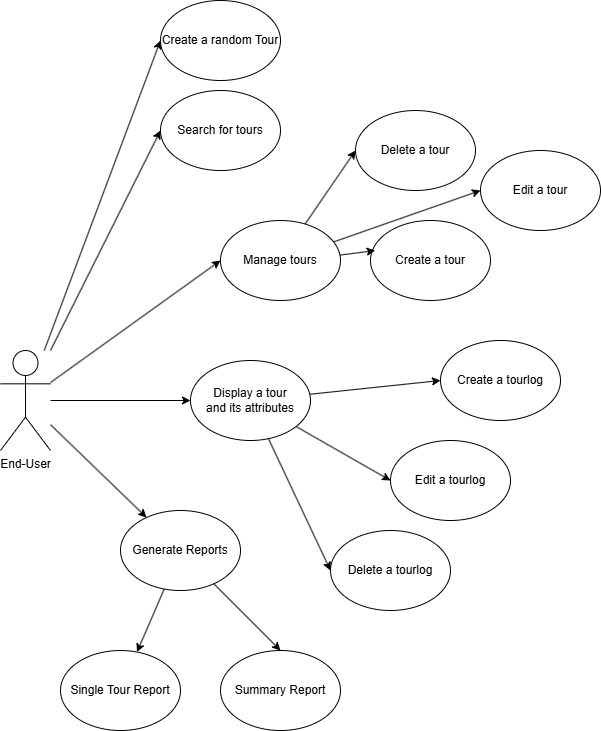 Create a random Tour
Search for tours
Delete a tour
Edit a tour
Manage tours
Create a tour
Create a tourlog
Display a tour
and its attributes
End-User
Edit a tourlog
Generate Reports
Delete a tourlog
Single Tour Report
Summary Report